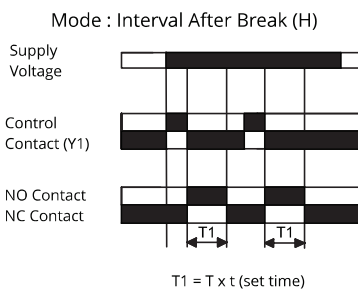 Mode : Interval After Break (H)
Supply
Voltage
Control
Contact (Y1)
NO Contact
NC Contact
T1 T1
T1 = T x t (set time)